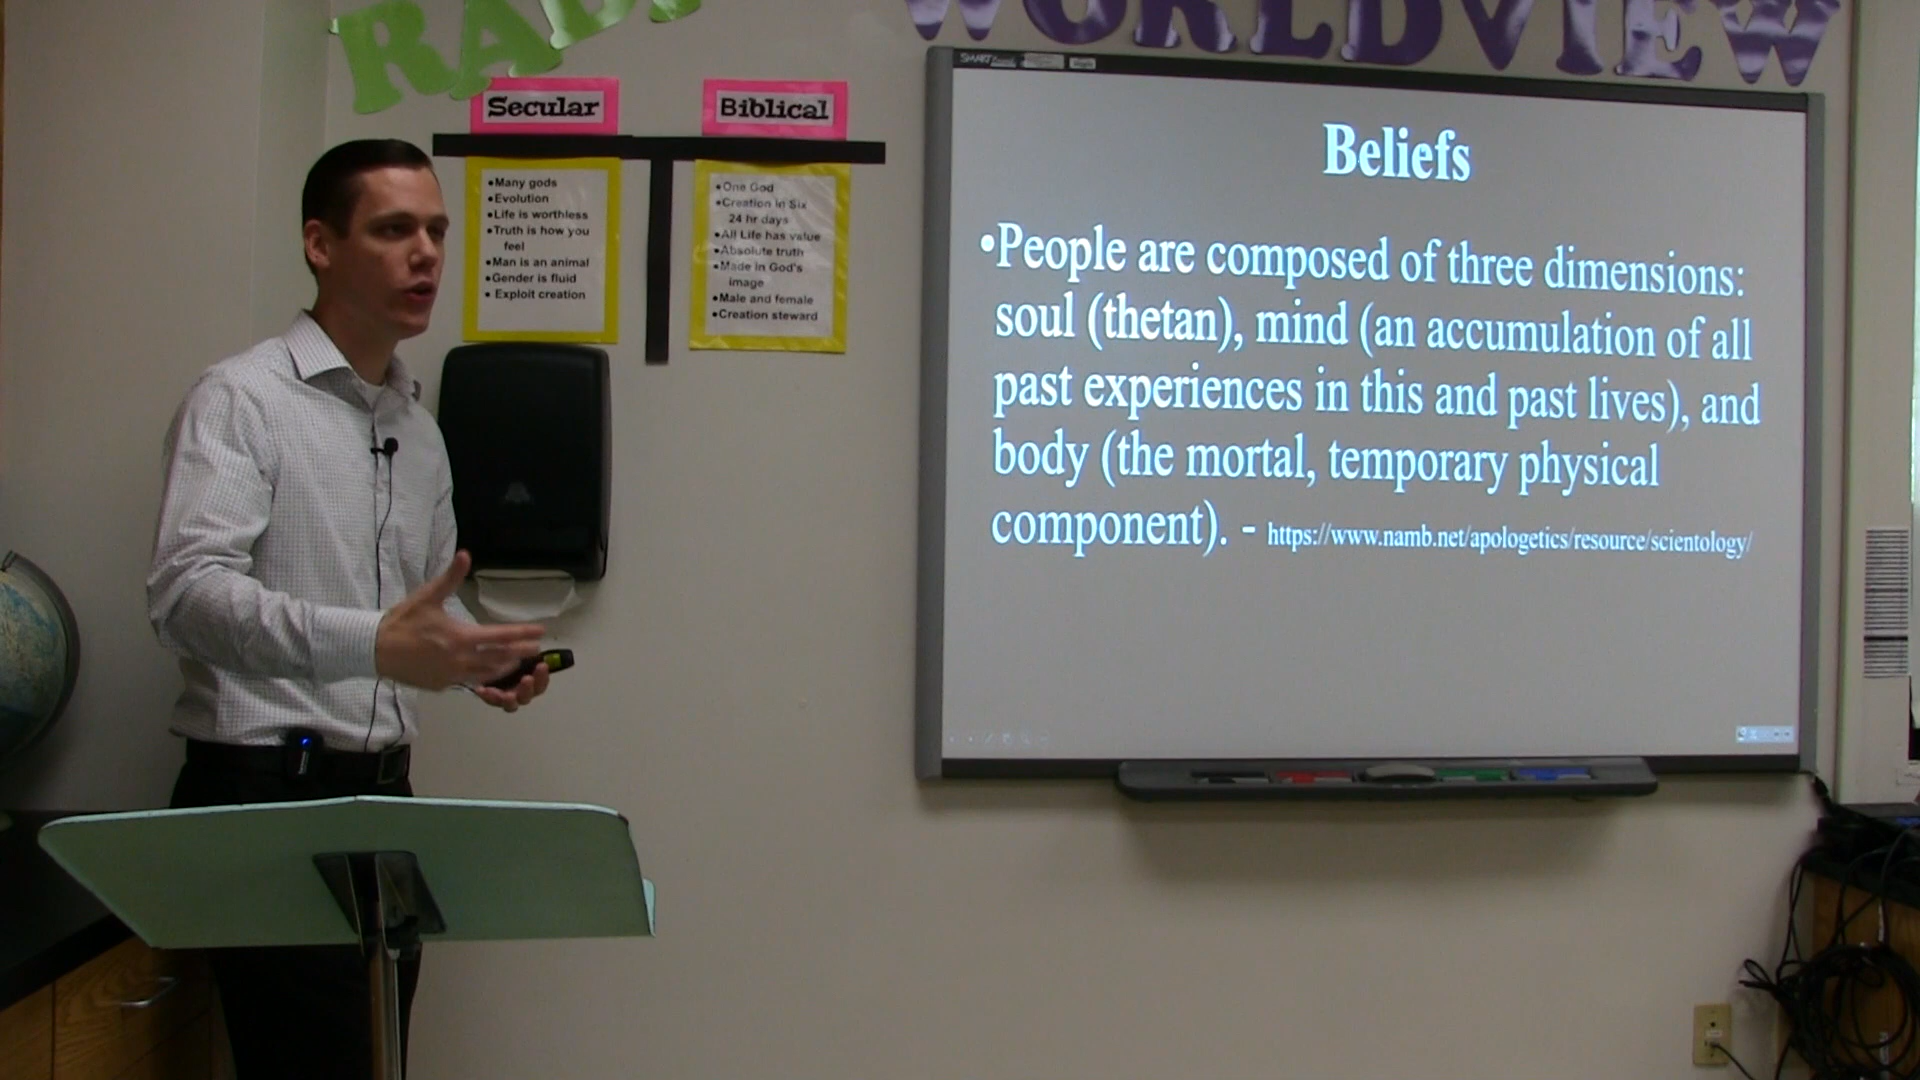 RAD
WORLDVIEW
Secular
•Many gods
•Evolution
•Life is worthless
•Truth is how you
feel
•Man is an animal
•Gender is fluid
• Exploit creation
Biblical
•One God
•Creation in Six
24 hr days
•All Life has value
•Absolute truth
•Made in God's
image
•Male and female
•Creation steward
SMART
Beliefs
•People are composed of three dimensions:
soul (thetan), mind (an accumulation of all
past experiences in this and past lives), and
body (the mortal, temporary physical
component). - https://www.namb.net/apologetics/resource/scientology/